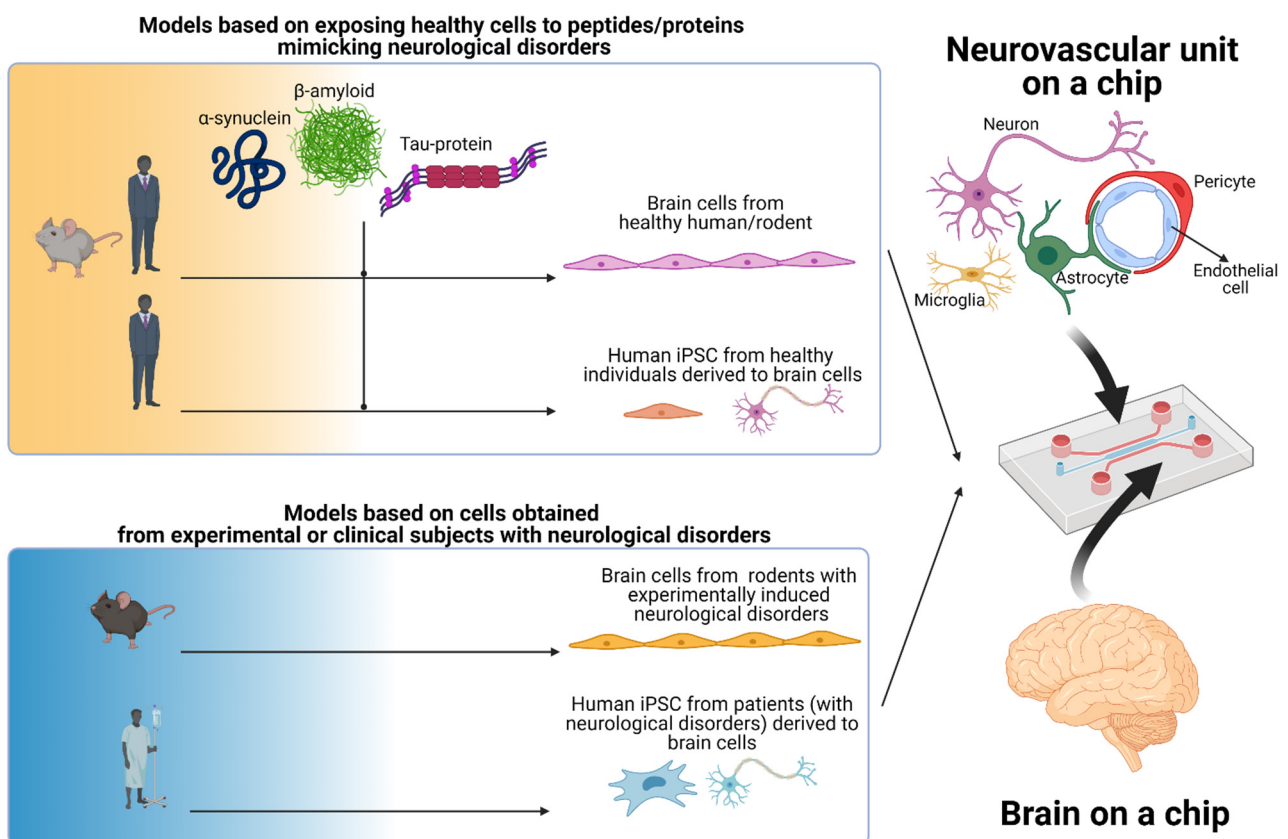 Models based on exposing healthy cells to peptides/proteins
mimicking neurological disorders
β-amyloid
α-synuclein
Tau-protein
Brain cells from
healthy human/rodent
Human iPSC from healthy
individuals derived to brain cells
Models based on cells obtained
from experimental or clinical subjects with neurological disorders
Brain cells from rodents with
experimentally induced
neurological disorders
Human iPSC from patients (with
neurological disorders) derived to
brain cells
Neurovascular unit
on a chip
Neuron
Pericyte
Endothelial
cell
Astrocyte
Microglia
Brain on a chip